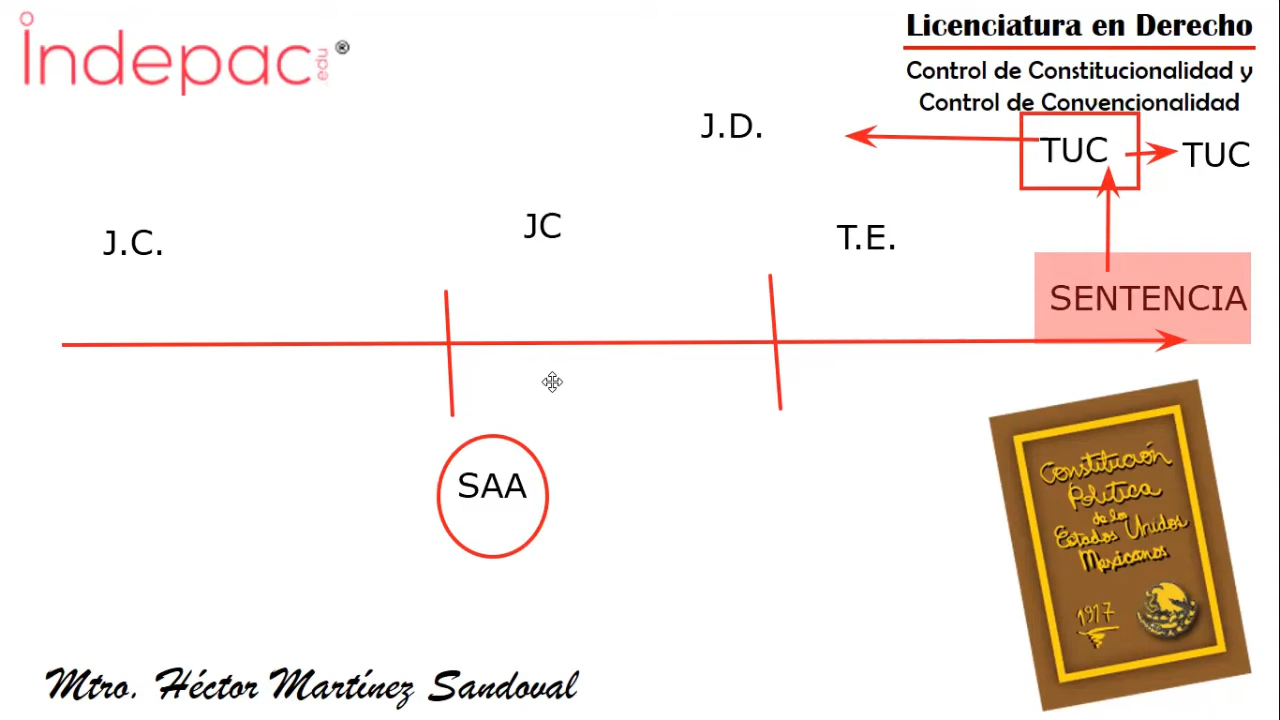 indepac.edu®
Licenciatura en Derecho
Control de Constitucionalidad y
Control de Convencionalidad
J.D.
TUC
TUC
J.C.
JC
T.E.
SENTENCIA
SAA
Constitución
Política
de los
Estados Unidos
Mexicanos
1917
Mtro. Héctor Martínez Sandoval